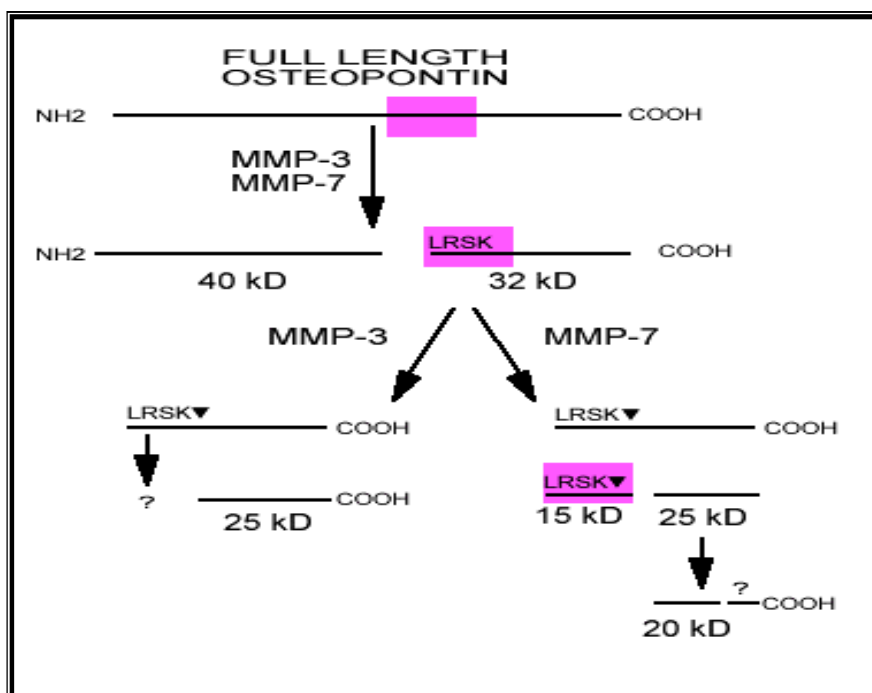 FULL LENGTH
OSTEOPONTIN
NH2 COOH
MMP-3
MMP-7
LRSK
NH2 COOH
40 kD 32 kD
MMP-3 MMP-7
LRSK▼ LRSK▼
COOH COOH
LRSK▼
? COOH
25 kD 15 kD 25 kD
?
COOH
20 kD